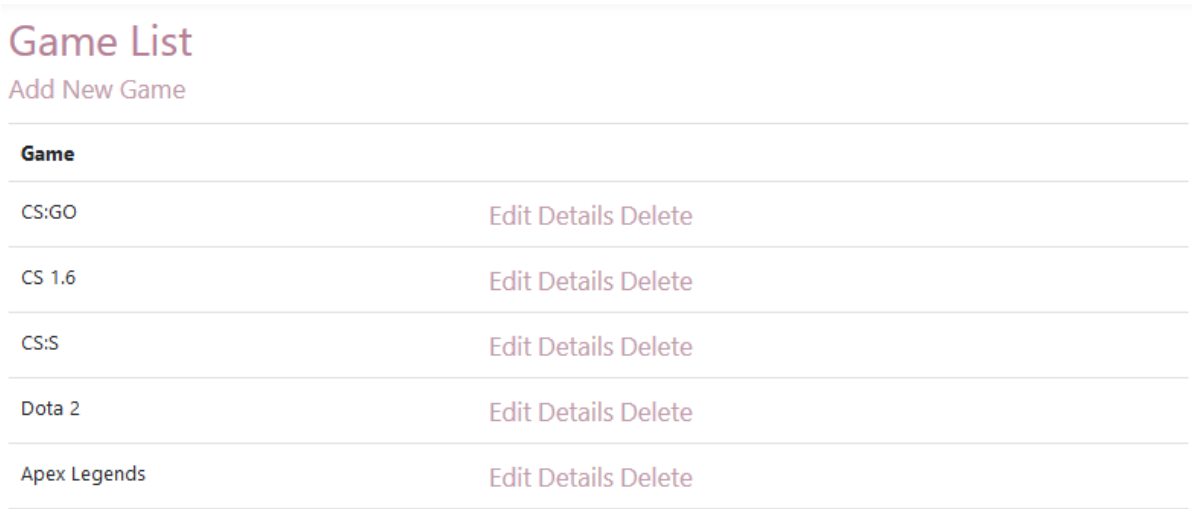 Game List
Add New Game
Game
CS:GO Edit Details Delete
CS 1.6 Edit Details Delete
CS:S Edit Details Delete
Dota 2 Edit Details Delete
Apex Legends Edit Details Delete